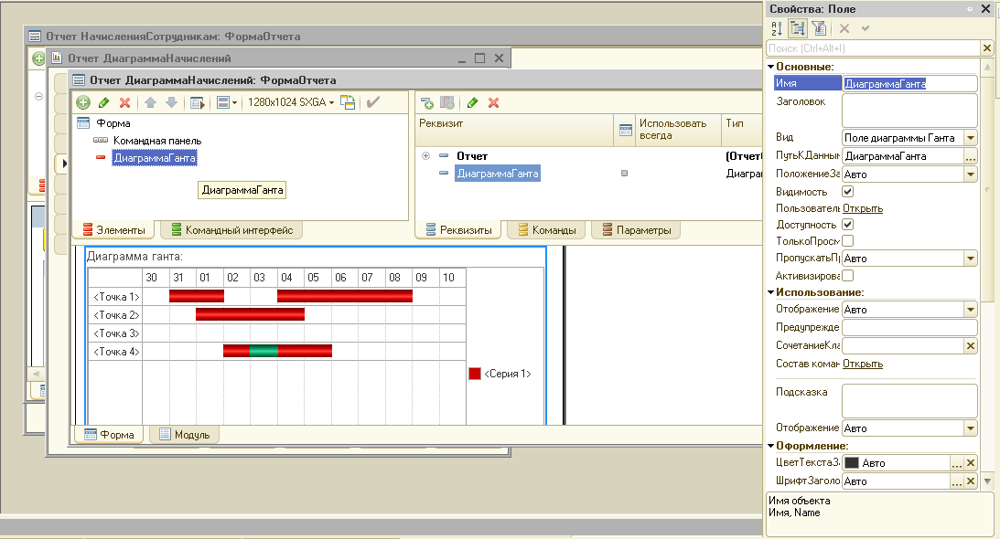 Отчет НачисленияСотрудникам: ФормаОтчета
Отчет ДиаграммаНачислений
Отчет ДиаграммаНачислений: ФормаОтчета
1280x1024 SXGA
Форма
Командная панель
ДиаграммаГанта
ДиаграммаГанта
Элементы
Командный интерфейс
Реквизит
Использовать всегда
Тип
Отчет
(Отчет
ДиаграммаГанта
Диагра
Реквизиты
Команды
Параметры
Диаграмма ганта:
30 31 01 02 03 04 05 06 07 08 09 10
<Точка 1>
<Точка 2>
<Точка 3>
<Точка 4>
<Серия 1>
Форма
Модуль
Свойства: Поле
Поиск (Ctrl+Alt+I)
Основные:
Имя ДиаграммаГанта
Заголовок
Вид Поле диаграммы Ганта
ПутьКДанным ДиаграммаГанта ...
ПоложениеЗа Авто
Видимость
Пользовател Открыть
Доступность
ТолькоПросм
ПропускатьП Авто
Активизирова
Использование:
Отображение Авто
Предупрежде
СочетаниеКла
Состав коман Открыть
Подсказка
Отображение Авто
Оформление:
ЦветТекстаЗ Авто ...
ШрифтЗаголо Авто ...
Имя объекта
Имя, Name